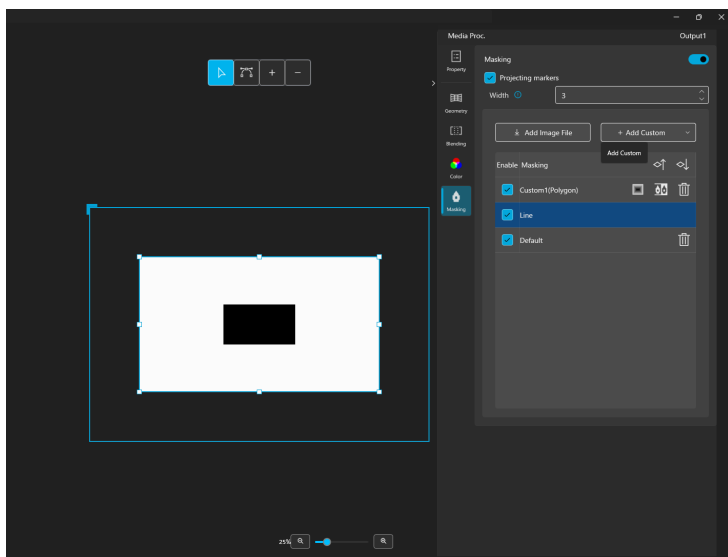 Media Proc.
Output1
Property
Masking
Projecting markers
Width
3
Geometry
Add Image File
+ Add Custom
Blending
Add Custom
Enable Masking
Color
Custom1(Polygon)
Masking
Line
Default
25%